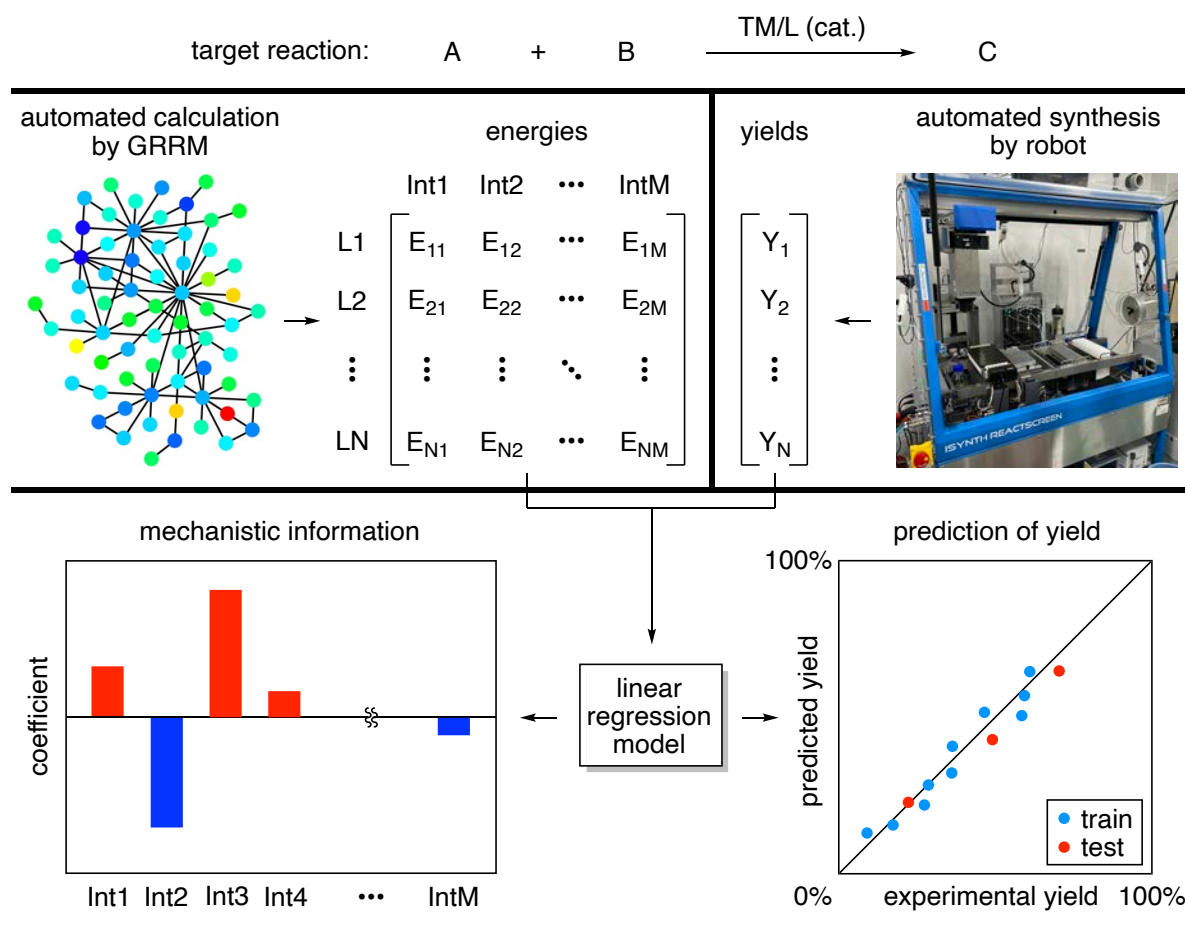 target reaction: A + B TM/L (cat.) C
automated calculation
by GRRM
energies
yields
automated synthesis
by robot
Int1 Int2 ••• IntM
L1 E11 E12 ••• E1M Y1
L2 E21 E22 ••• E2M Y2
LN EN1 EN2 ••• ENM YN
ISYNTH REACTSCREEN
mechanistic information
coefficient
Int1 Int2 Int3 Int4 ••• IntM
linear
regression
model
prediction of yield
100%
predicted yield
train
test
0% experimental yield 100%